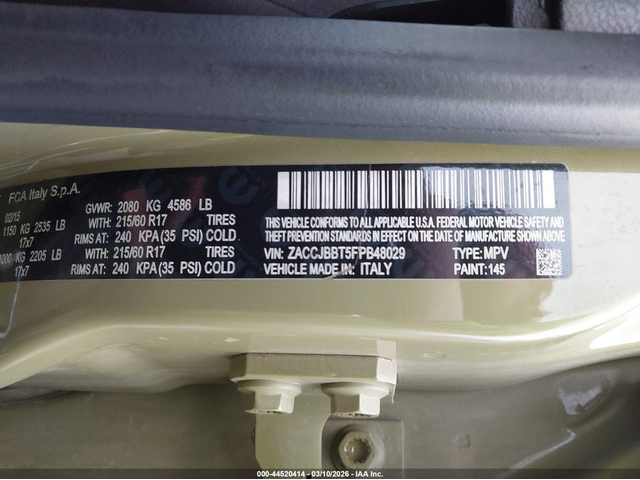 FCA Italy S.p.A.
02/15
GVWR: 2080 KG 4586 LB
1150 KG 2535 LB WITH: 215/60 R17 TIRES
17x7 RIMS AT: 240 KPA (35 PSI) COLD
000 KG 2205 LB WITH: 215/60 R17 TIRES
17x7 RIMS AT: 240 KPA (35 PSI) COLD
THIS VEHICLE CONFORMS TO ALL APPLICABLE U.S.A. FEDERAL MOTOR VEHICLE SAFETY AND
THEFT PREVENTION STANDARDS IN EFFECT ON THE DATE OF MANUFACTURE SHOWN ABOVE.
VIN: ZACCJBBT5FPB48029 TYPE: MPV
VEHICLE MADE IN: ITALY PAINT: 145
000-44520414 - 03/10/2026 - IAA Inc.